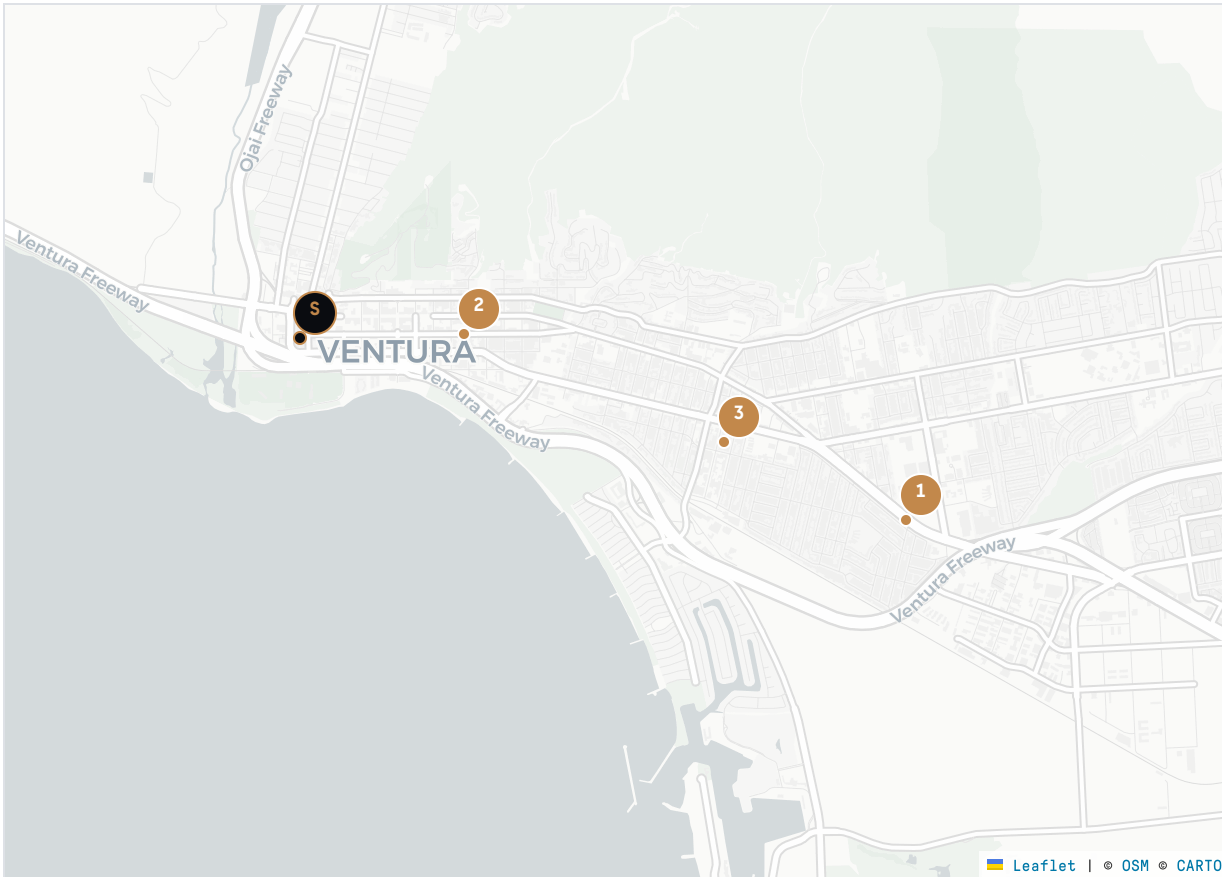 Ojai Freeway
Ventura Freeway
S
2
VENTURA
Ventura Freeway
3
1
Ventura Freeway
Leaflet | © OSM © CARTO